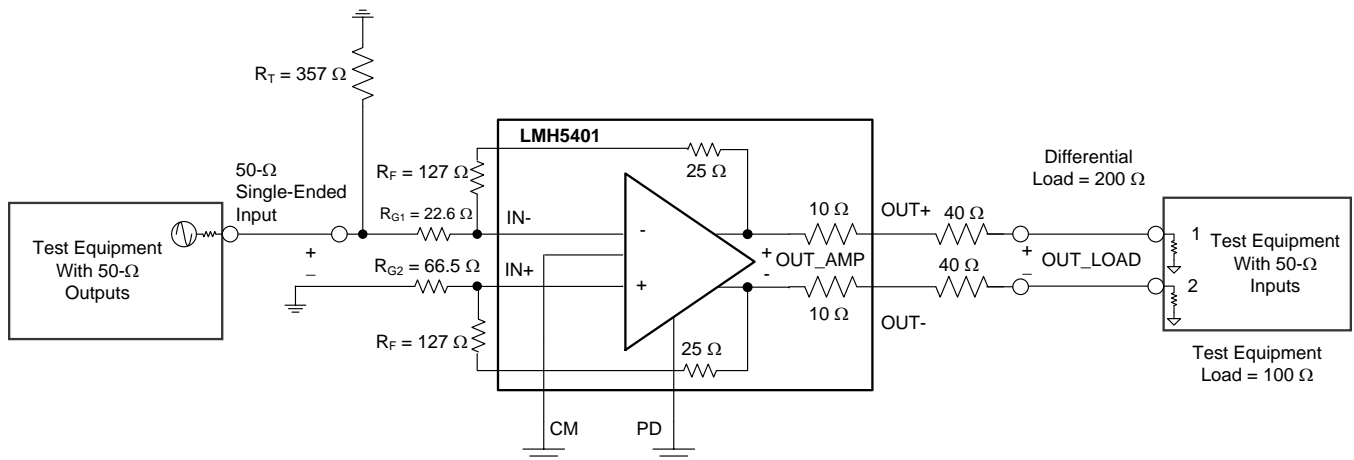 R_T = 357 Ω
LMH5401
50-Ω
Single-Ended
Input
R_F = 127 Ω
25 Ω
Differential
Load = 200 Ω
R_G1 = 22.6 Ω
IN-
-
10 Ω
OUT+
40 Ω
1
Test Equipment
With 50-Ω
Outputs
+
–
R_G2 = 66.5 Ω
IN+
+
+
-
OUT_AMP
+
–
OUT_LOAD
Test Equipment
With 50-Ω
Inputs
2
40 Ω
10 Ω
OUT-
R_F = 127 Ω
25 Ω
Test Equipment
Load = 100 Ω
CM
PD